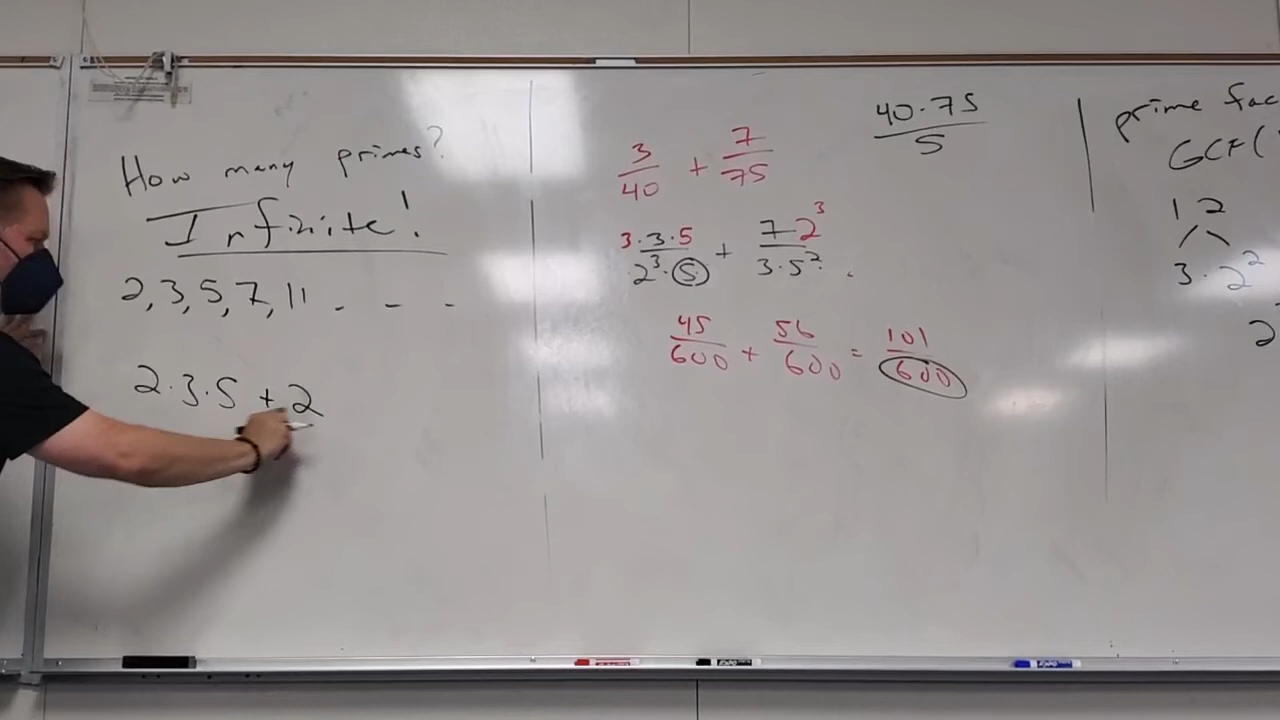 How many primes?
Infinite!
2, 3, 5, 7, 11 - - -
2·3·5 + 2
3/40 + 7/75
40·75/5
3·3·5/2³·5 + 7·2³/3·5²
45/600 + 56/600 = 101/600
prime fac
GCF(
12
3·2²
2